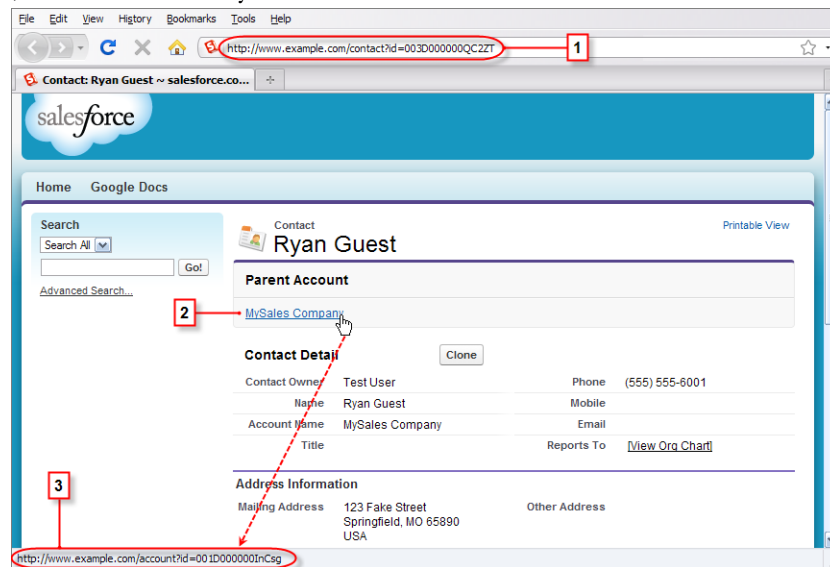 File Edit View History Bookmarks Tools Help
http://www.example.com/contact?id=003D000000QC2ZT 1
Contact: Ryan Guest ~ salesforce.co...
salesforce
Home Google Docs
Search
Search All
Go!
Advanced Search...
Contact
Ryan Guest
Printable View
Parent Account
2 MySales Company
Contact Detail Clone
Contact Owner Test User Phone (555) 555-6001
Name Ryan Guest Mobile
Account Name MySales Company Email
Title Reports To [View Org Chart]
Address Information
Mailing Address 123 Fake Street Other Address
Springfield, MO 65890
USA
3
http://www.example.com/account?id=001D000000InCsg